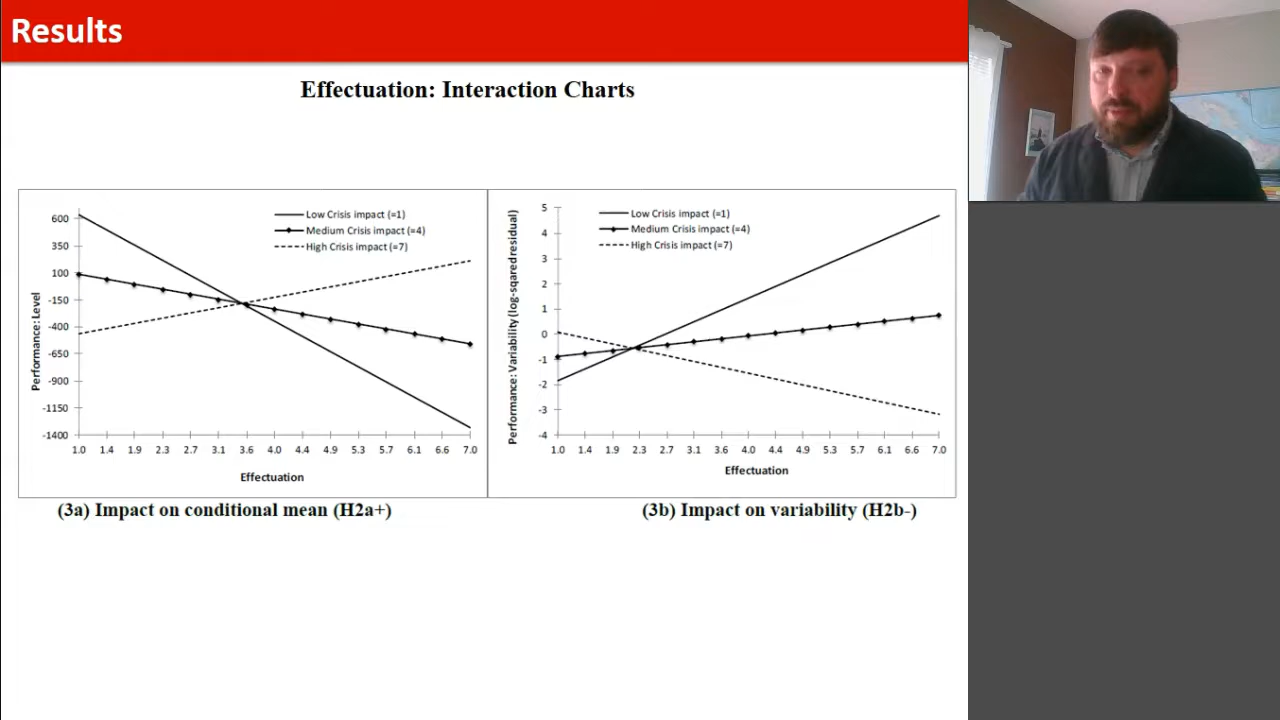 Results
Effectuation: Interaction Charts
600
350
100
-150
-400
-650
-900
-1150
-1400
Performance: Level
Low Crisis impact (=1)
Medium Crisis impact (=4)
High Crisis impact (=7)
1.0 1.4 1.9 2.3 2.7 3.1 3.6 4.0 4.4 4.9 5.3 5.7 6.1 6.6 7.0
Effectuation
(3a) Impact on conditional mean (H2a+)
5
4
3
2
1
0
-1
-2
-3
-4
Performance: Variability (log-sqared residual)
Low Crisis impact (=1)
Medium Crisis impact (=4)
High Crisis impact (=7)
1.0 1.4 1.9 2.3 2.7 3.1 3.6 4.0 4.4 4.9 5.3 5.7 6.1 6.6 7.0
Effectuation
(3b) Impact on variability (H2b-)